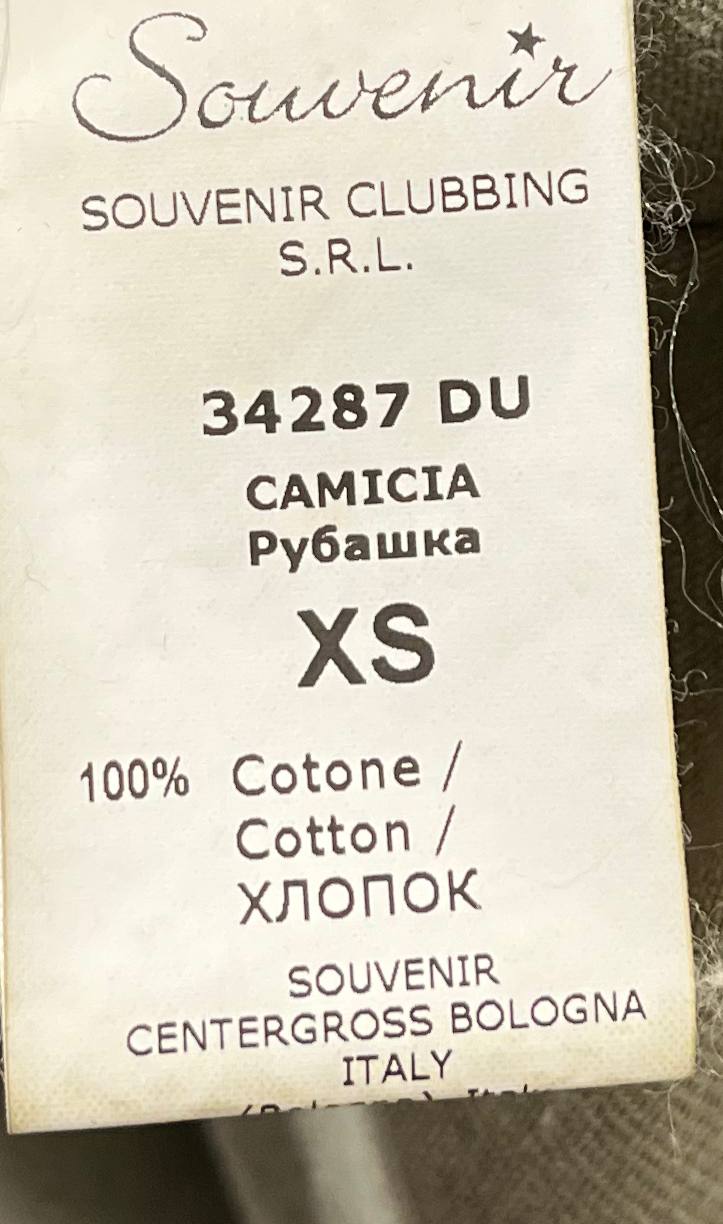 Souvenir
SOUVENIR CLUBBING
S.R.L.
34287 DU
CAMICIA
Рубашка
XS
100% Cotone /
Cotton /
ХЛОПОК
SOUVENIR
CENTERGROSS BOLOGNA
ITALY